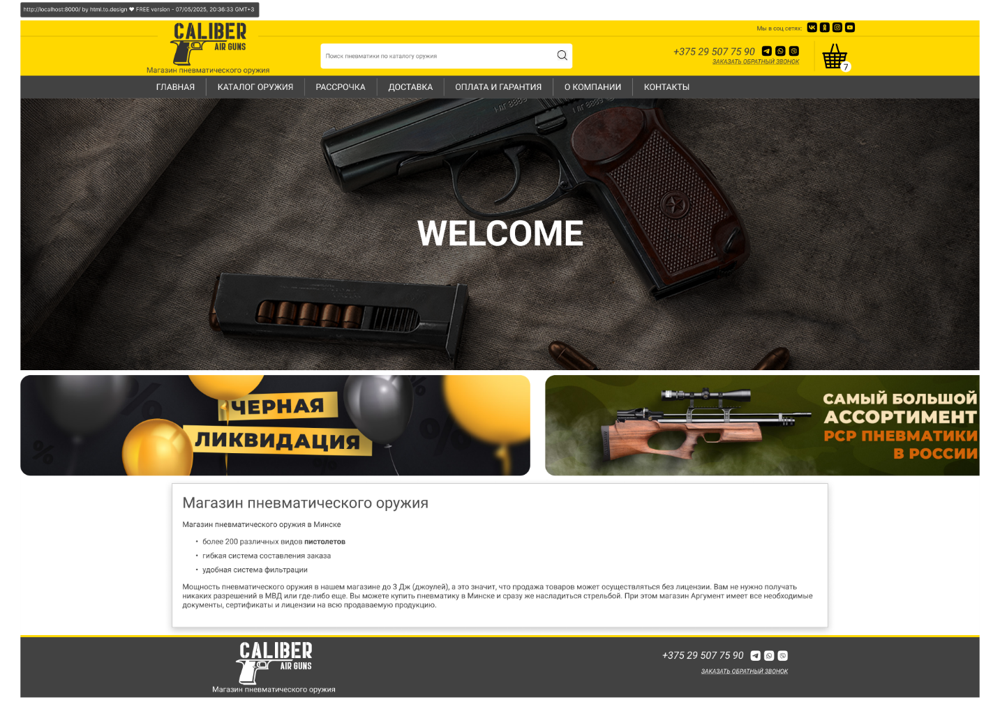 http://localhost:8000/ by html.to.design ❤ FREE version - 07/05/2025, 20:36:33 GMT+3
CALIBER
AIR GUNS
Магазин пневматического оружия
Поиск пневматики по каталогу оружия
Мы в соц сетях:
+375 29 507 75 90
ЗАКАЗАТЬ ОБРАТНЫЙ ЗВОНОК
7
ГЛАВНАЯ КАТАЛОГ ОРУЖИЯ РАССРОЧКА ДОСТАВКА ОПЛАТА И ГАРАНТИЯ О КОМПАНИИ КОНТАКТЫ
WELCOME
ЧЕРНАЯ
ЛИКВИДАЦИЯ
САМЫЙ БОЛЬШОЙ
АССОРТИМЕНТ
PCP ПНЕВМАТИКИ
В РОССИИ
Магазин пневматического оружия
Магазин пневматического оружия в Минске
• более 200 различных видов пистолетов
• гибкая система составления заказа
• удобная система фильтрации
Мощность пневматического оружия в нашем магазине до 3 Дж (джоулей), а это значит, что продажа товаров может осуществляться без лицензии. Вам не нужно получать
никаких разрешений в МВД или где-либо еще. Вы можете купить пневматику в Минске и сразу же насладиться стрельбой. При этом магазин Аргумент имеет все необходимые
документы, сертификаты и лицензии на всю продаваемую продукцию.
CALIBER
AIR GUNS
Магазин пневматического оружия
+375 29 507 75 90
ЗАКАЗАТЬ ОБРАТНЫЙ ЗВОНОК